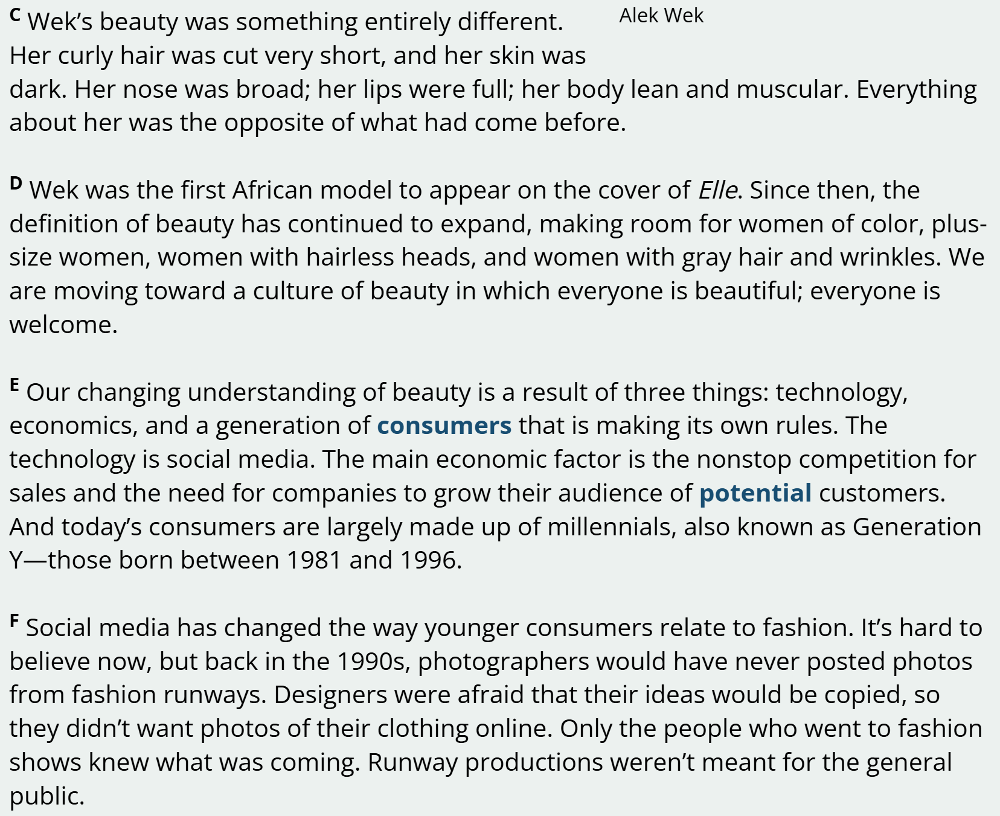 C Wek’s beauty was something entirely different.
Alek Wek
Her curly hair was cut very short, and her skin was
dark. Her nose was broad; her lips were full; her body lean and muscular. Everything
about her was the opposite of what had come before.
D Wek was the first African model to appear on the cover of Elle. Since then, the
definition of beauty has continued to expand, making room for women of color, plus-
size women, women with hairless heads, and women with gray hair and wrinkles. We
are moving toward a culture of beauty in which everyone is beautiful; everyone is
welcome.
E Our changing understanding of beauty is a result of three things: technology,
economics, and a generation of consumers that is making its own rules. The
technology is social media. The main economic factor is the nonstop competition for
sales and the need for companies to grow their audience of potential customers.
And today’s consumers are largely made up of millennials, also known as Generation
Y—those born between 1981 and 1996.
F Social media has changed the way younger consumers relate to fashion. It’s hard to
believe now, but back in the 1990s, photographers would have never posted photos
from fashion runways. Designers were afraid that their ideas would be copied, so
they didn’t want photos of their clothing online. Only the people who went to fashion
shows knew what was coming. Runway productions weren’t meant for the general
public.